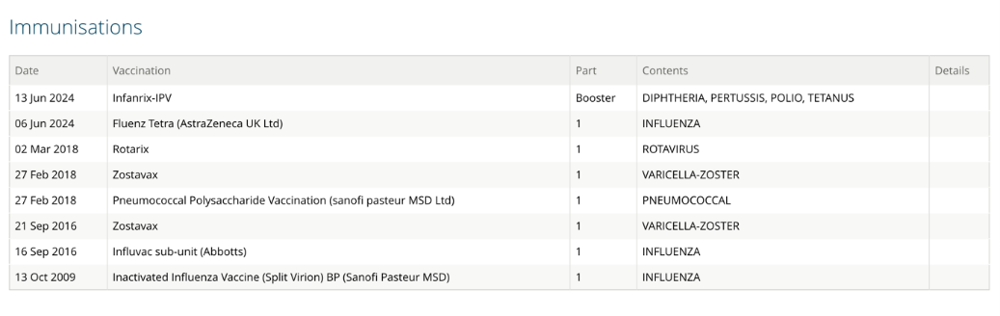 Immunisations
Date Vaccination Part Contents Details
13 Jun 2024 Infanrix-IPV Booster DIPHTHERIA, PERTUSSIS, POLIO, TETANUS
06 Jun 2024 Fluenz Tetra (AstraZeneca UK Ltd) 1 INFLUENZA
02 Mar 2018 Rotarix 1 ROTAVIRUS
27 Feb 2018 Zostavax 1 VARICELLA-ZOSTER
27 Feb 2018 Pneumococcal Polysaccharide Vaccination (sanofi pasteur MSD Ltd) 1 PNEUMOCOCCAL
21 Sep 2016 Zostavax 1 VARICELLA-ZOSTER
16 Sep 2016 Influvac sub-unit (Abbotts) 1 INFLUENZA
13 Oct 2009 Inactivated Influenza Vaccine (Split Virion) BP (Sanofi Pasteur MSD) 1 INFLUENZA